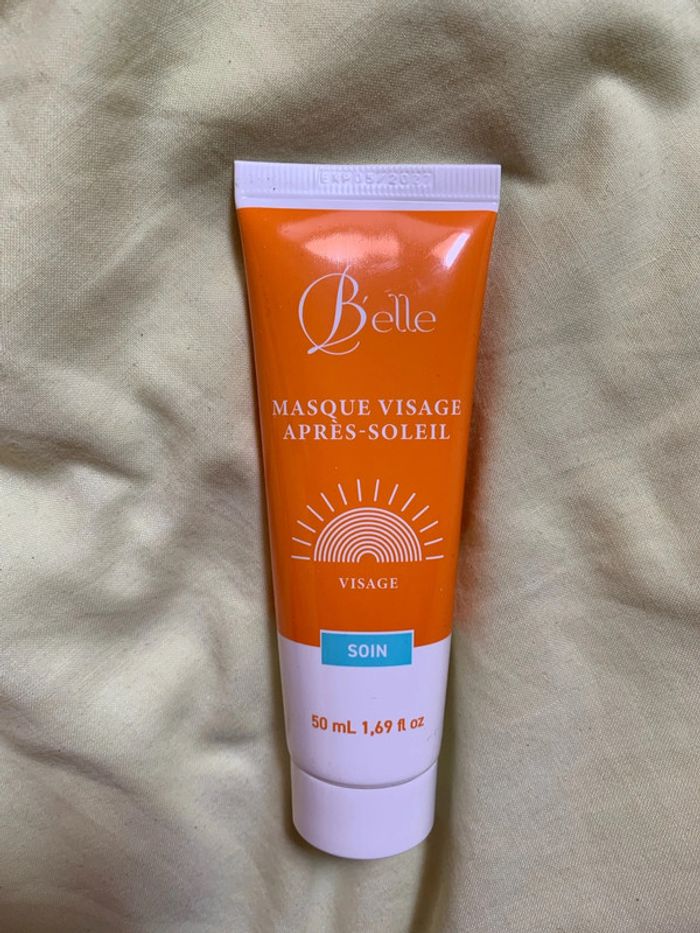 B'elle
MASQUE VISAGE
APRÈS-SOLEIL
VISAGE
SOIN
50 mL 1,69 fl oz